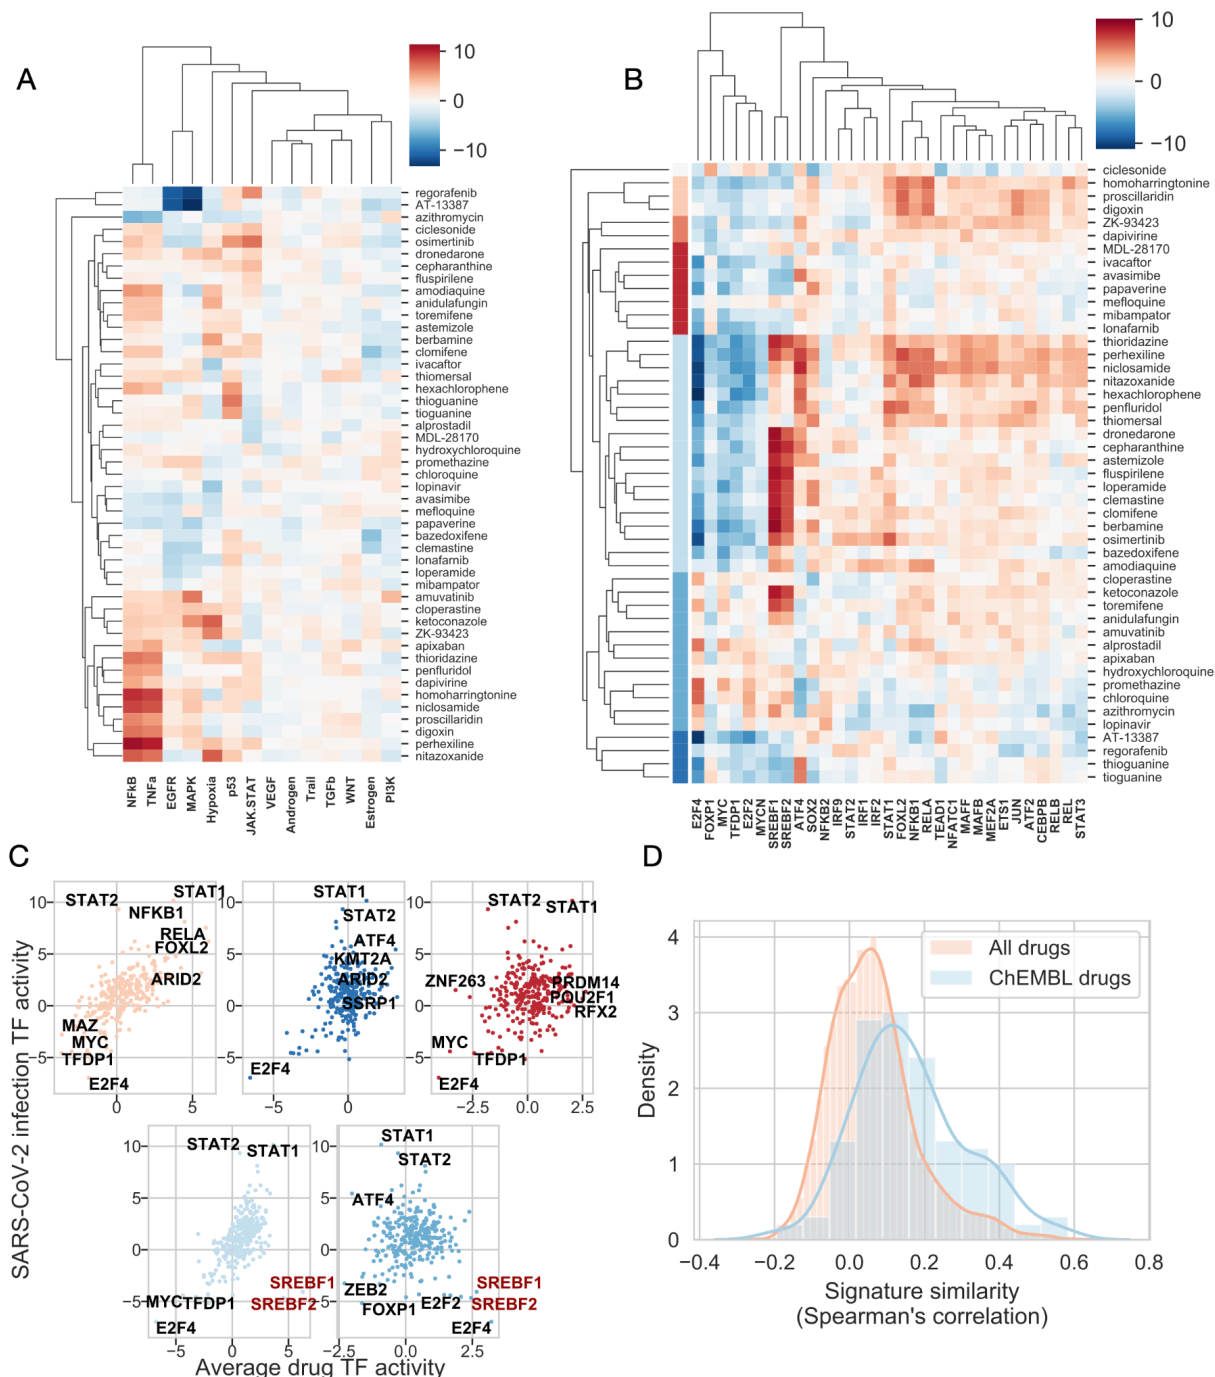 A
10
0
−10
regorafenib
AT-13387
azithromycin
ciclesonide
osimertinib
dronedarone
cepharanthine
fluspirilene
amodiaquine
anidulafungin
toremifene
astemizole
berbamine
clomifene
ivacaftor
thiomersal
hexachlorophene
thioguanine
tioguanine
alprostadil
MDL-28170
hydroxychloroquine
promethazine
chloroquine
lopinavir
avasimibe
mefloquine
papaverine
bazedoxifene
clemastine
lonafarnib
loperamide
mibampator
amuvatinib
cloperastine
ketoconazole
ZK-93423
apixaban
thioridazine
penfluridol
dapivirine
homoharringtonine
niclosamide
proscillaridin
digoxin
perhexiline
nitazoxanide
NFkB
TNFa
EGFR
MAPK
Hypoxia
p53
JAK.STAT
VEGF
Androgen
Trail
TGFb
WNT
Estrogen
PI3K
B
10
0
−10
ciclesonide
homoharringtonine
proscillaridin
digoxin
ZK-93423
dapivirine
MDL-28170
ivacaftor
avasimibe
papaverine
mefloquine
mibampator
lonafarnib
thioridazine
perhexiline
niclosamide
nitazoxanide
hexachlorophene
penfluridol
thiomersal
dronedarone
cepharanthine
astemizole
fluspirilene
loperamide
clemastine
clomifene
berbamine
osimertinib
bazedoxifene
amodiaquine
cloperastine
ketoconazole
toremifene
anidulafungin
amuvatinib
alprostadil
apixaban
hydroxychloroquine
promethazine
chloroquine
azithromycin
lopinavir
AT-13387
regorafenib
thioguanine
tioguanine
E2F4
FOXP1
MYC
TFDP1
E2F2
MYCN
SREBF1
SREBF2
ATF4
SOX2
NFKB2
IRF9
STAT2
IRF1
IRF2
STAT1
FOXL2
NFKB1
RELA
TEAD1
NFATC1
MAFF
MAFB
MEF2A
ETS1
JUN
ATF2
CEBPB
RELB
REL
STAT3
C
SARS-CoV-2 infection TF activity
10
5
0
−5
STAT2
STAT1
NFKB1
RELA
FOXL2
ARID2
MAZ
MYC
TFDP1
E2F4
0
5
STAT1
STAT2
ATF4
KMT2A
ARID2
SSRP1
E2F4
−5
0
10
5
0
−5
STAT2
STAT1
ZNF263
PRDM14
POU2F1
RFX2
MYC
TFDP1
E2F4
−2.5
0.0
2.5
10
5
0
−5
STAT2
STAT1
SREBF1
SREBF2
MYC
TFDP1
E2F4
−5
0
5
10
5
0
−5
STAT1
STAT2
ATF4
SREBF1
ZEB2
E2F2
SREBF2
FOXP1
E2F4
−2.5
0.0
2.5
Average drug TF activity
D
All drugs
ChEMBL drugs
Density
4
3
2
1
0
−0.4
−0.2
0.0
0.2
0.4
0.6
0.8
Signature similarity
(Spearman's correlation)